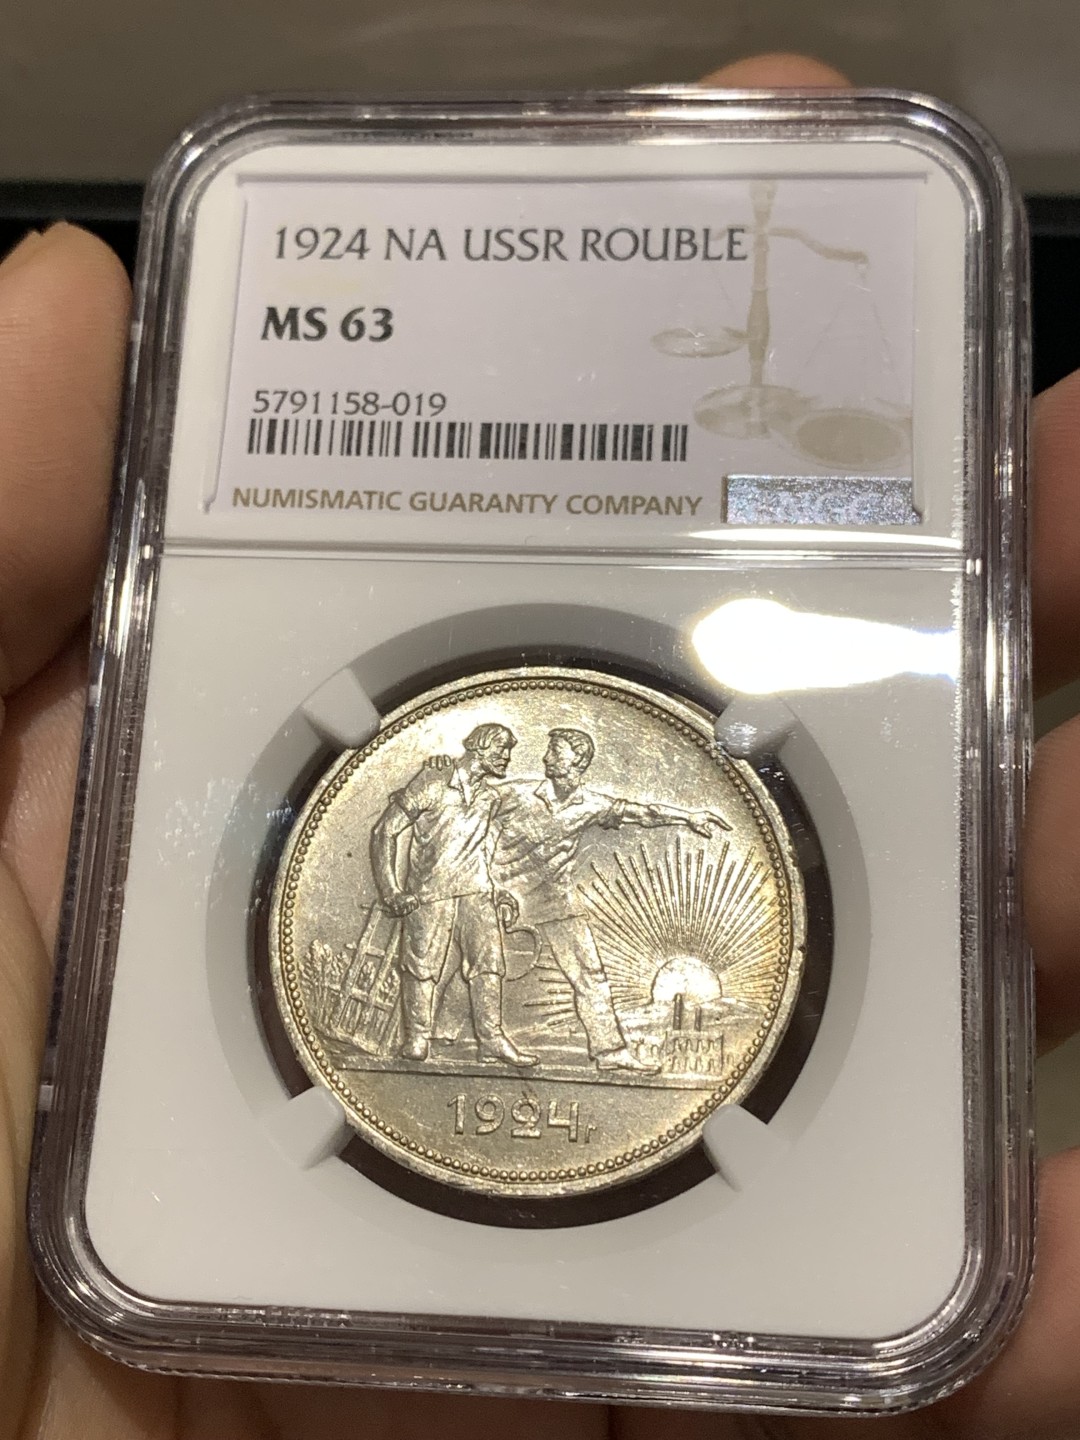 1924 NA USSR ROUBLE
MS 63
5791158-019
NUMISMATIC GUARANTY COMPANY
1924г